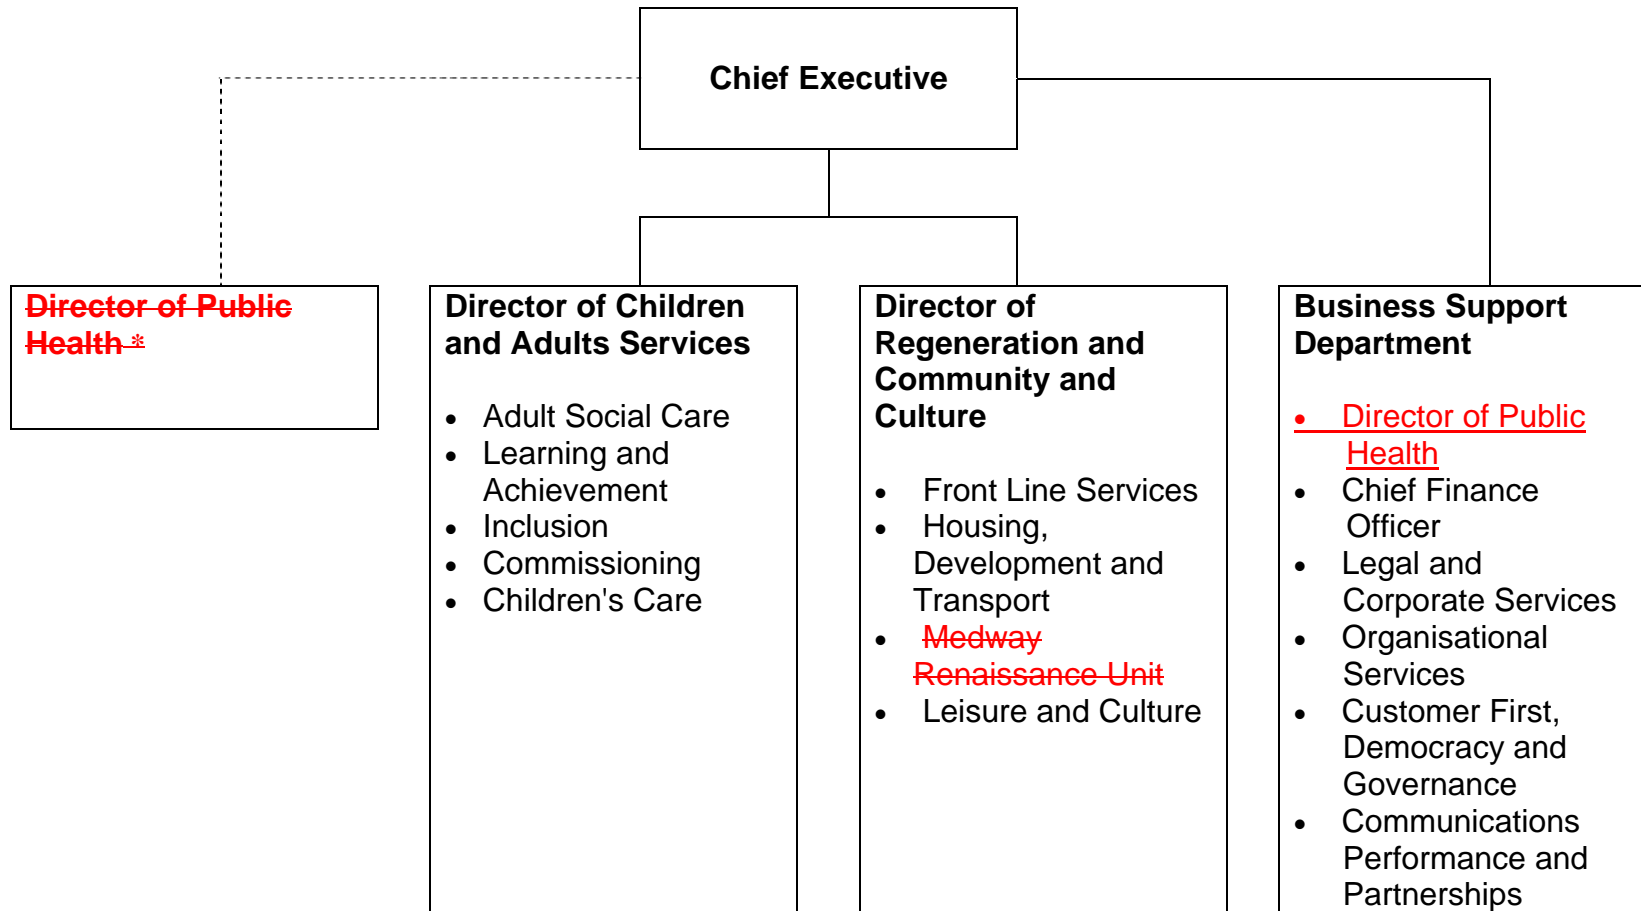 Chief Executive
Director of Public
Health *
Director of Children
and Adults Services
• Adult Social Care
• Learning and
Achievement
• Inclusion
• Commissioning
• Children's Care
Director of
Regeneration and
Community and
Culture
• Front Line Services
• Housing,
Development and
Transport
• Medway
Renaissance Unit
• Leisure and Culture
Business Support
Department
• Director of Public
Health
• Chief Finance
Officer
• Legal and
Corporate Services
• Organisational
Services
• Customer First,
Democracy and
Governance
• Communications
Performance and
Partnerships